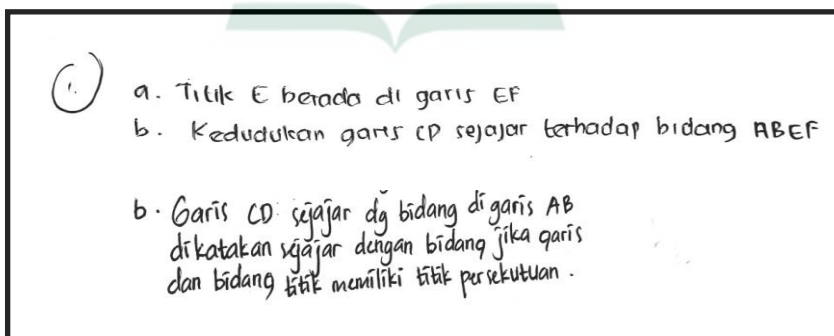 1.
a. Titik E berada di garis EF
b. Kedudukan garis CD sejajar terhadap bidang ABEF
b. Garis CD sejajar dg bidang di garis AB
dikatakan sejajar dengan bidang jika garis
dan bidang titik memiliki titik persekutuan.